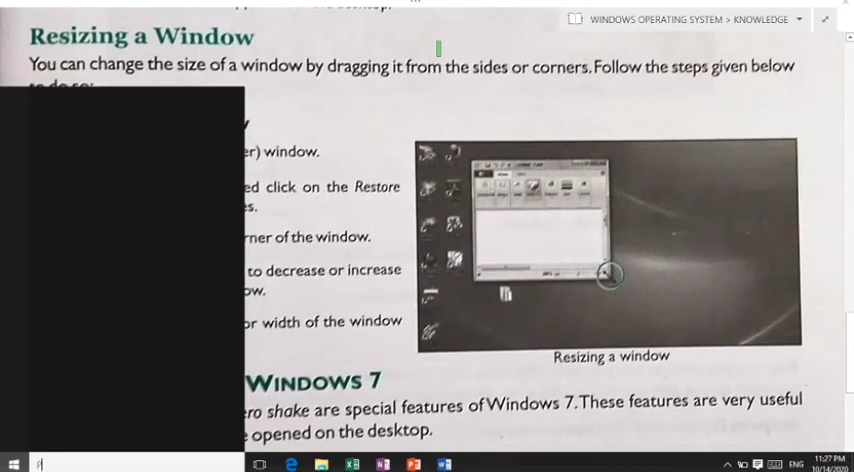 WINDOWS OPERATING SYSTEM > KNOWLEDGE
Resizing a Window
You can change the size of a window by dragging it from the sides or corners. Follow the steps given below
er) window.
ed click on the Restore
s.
rner of the window.
to decrease or increase
ow.
or width of the window
Resizing a window
WINDOWS 7
ero shake are special features of Windows 7. These features are very useful
e opened on the desktop.
ENG
11:27 PM
10/14/2020